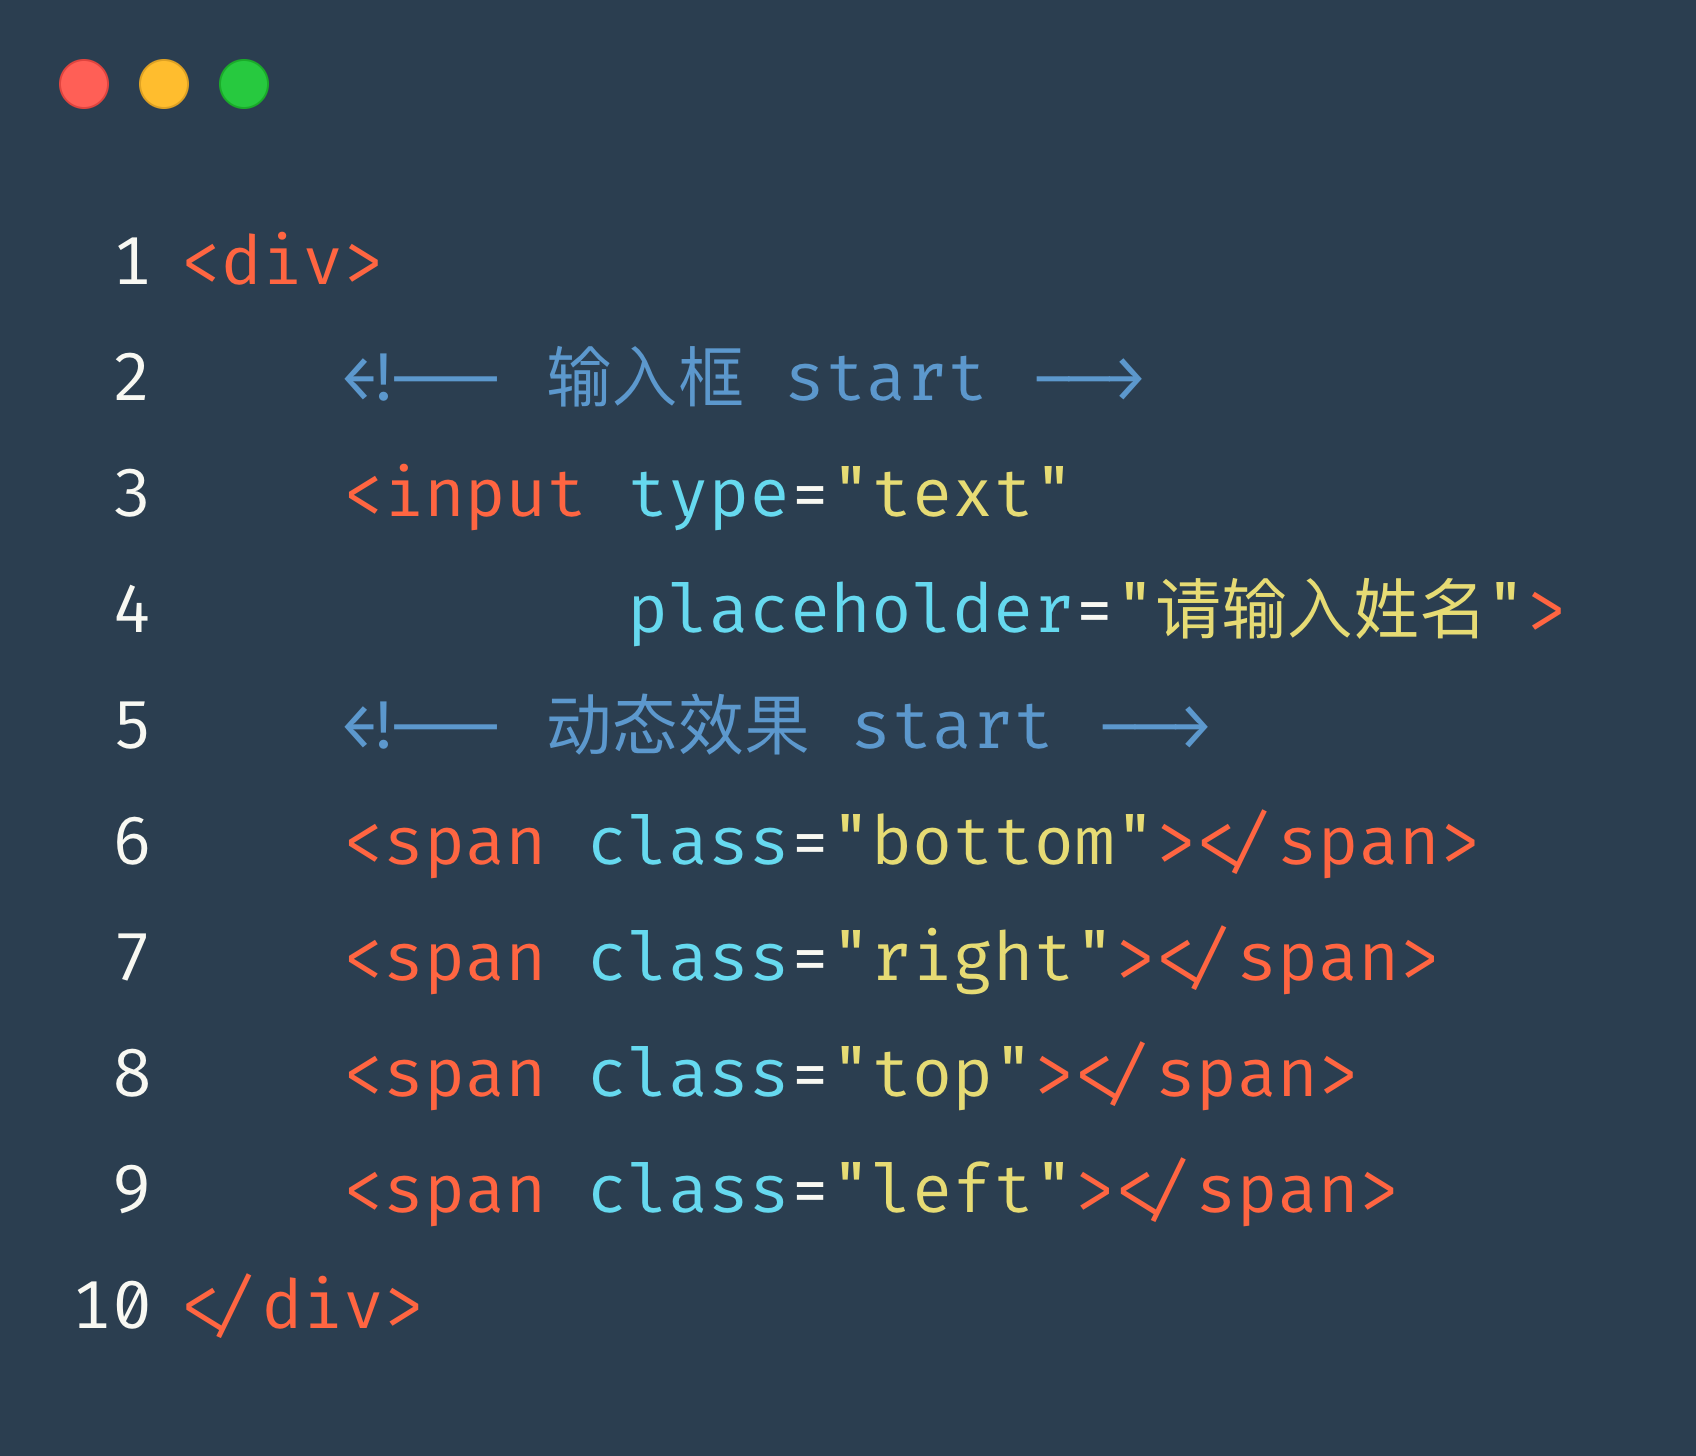 1 <div>
2     <!-- 输入框 start -->
3     <input type="text"
4            placeholder="请输入姓名">
5     <!-- 动态效果 start -->
6     <span class="bottom"></span>
7     <span class="right"></span>
8     <span class="top"></span>
9     <span class="left"></span>
10 </div>